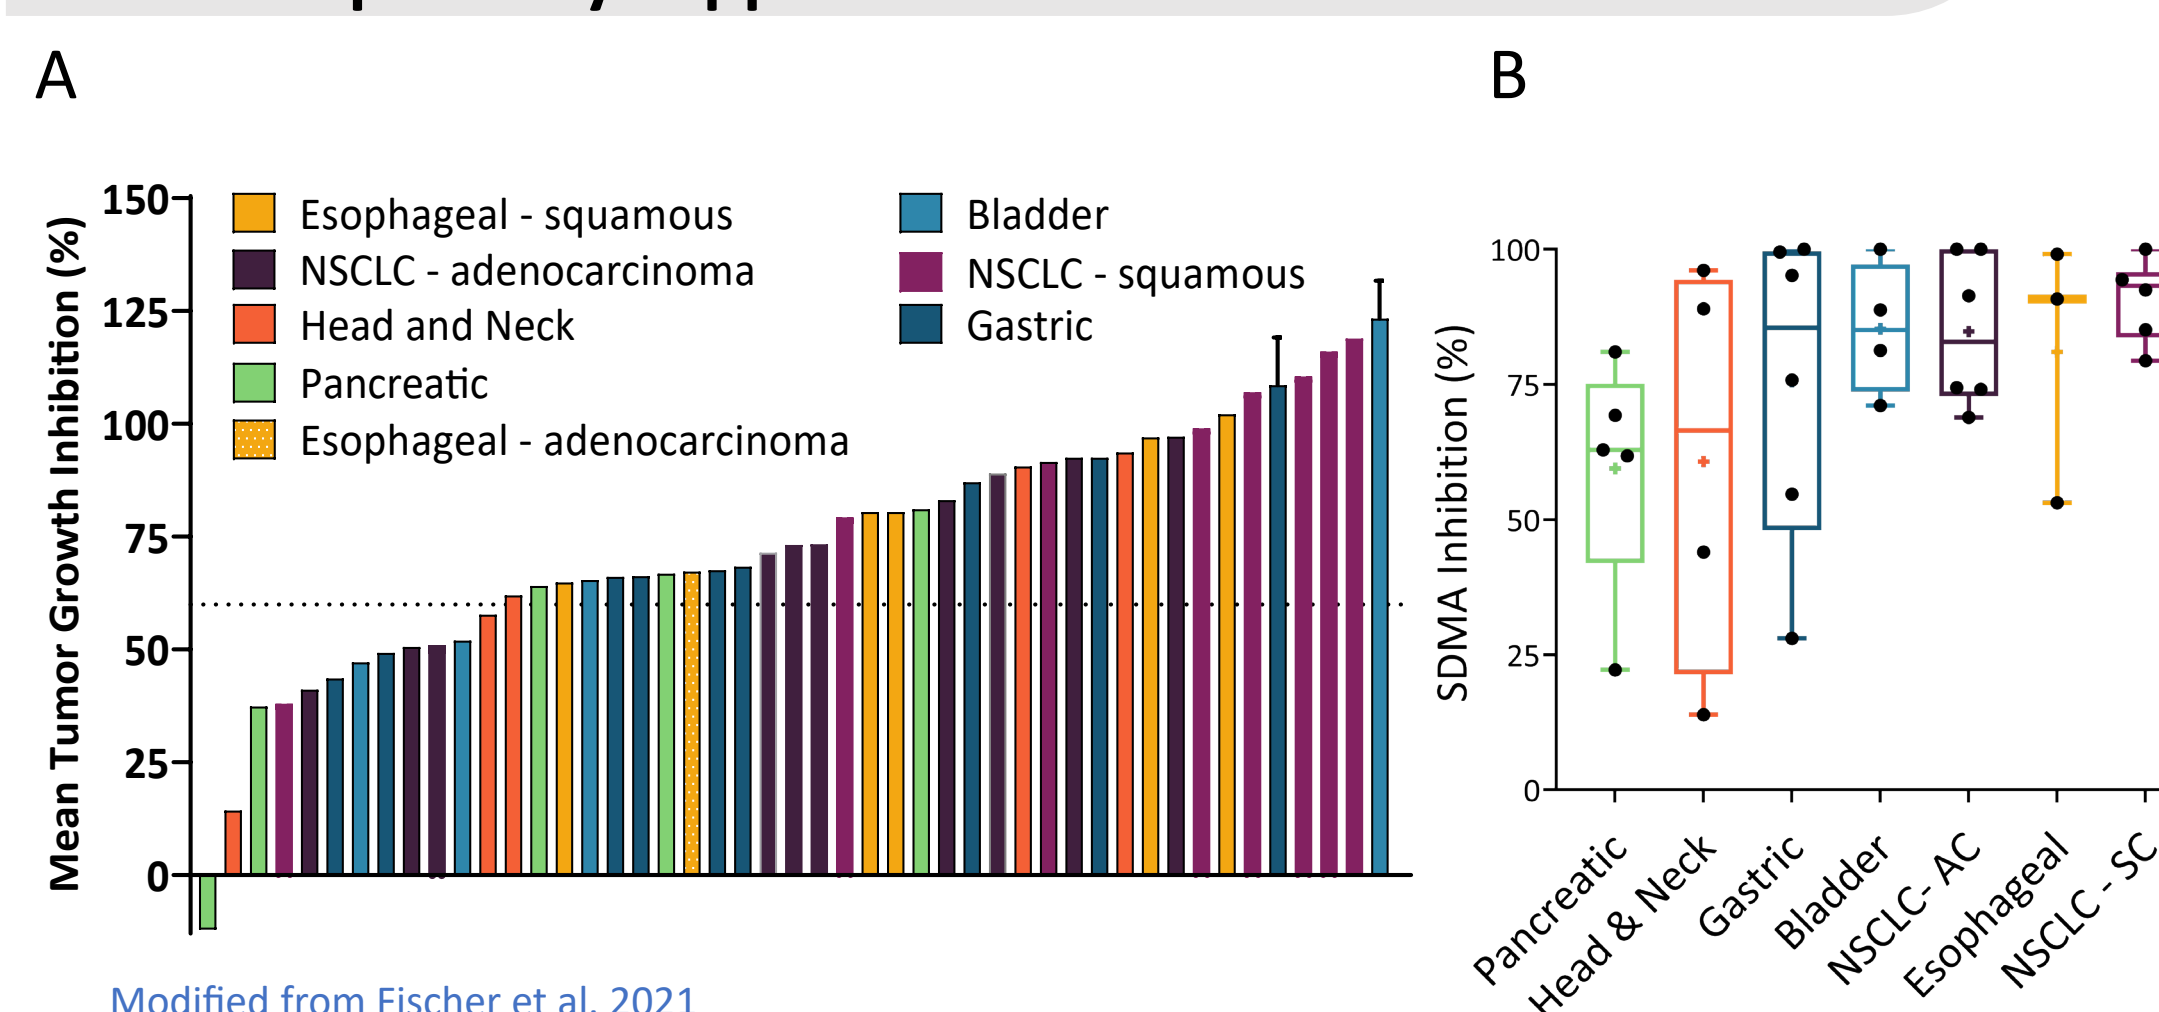 A
B
Mean Tumor Growth Inhibition (%)
150
125
100
75
50
25
0
Esophageal - squamous
NSCLC - adenocarcinoma
Head and Neck
Pancreatic
Esophageal - adenocarcinoma
Bladder
NSCLC - squamous
Gastric
SDMA Inhibition (%)
100
75
50
25
0
Pancreatic
Head & Neck
Gastric
Bladder
NSCLC- AC
Esophageal
NSCLC - SC
Modified from Fischer et al. 2021